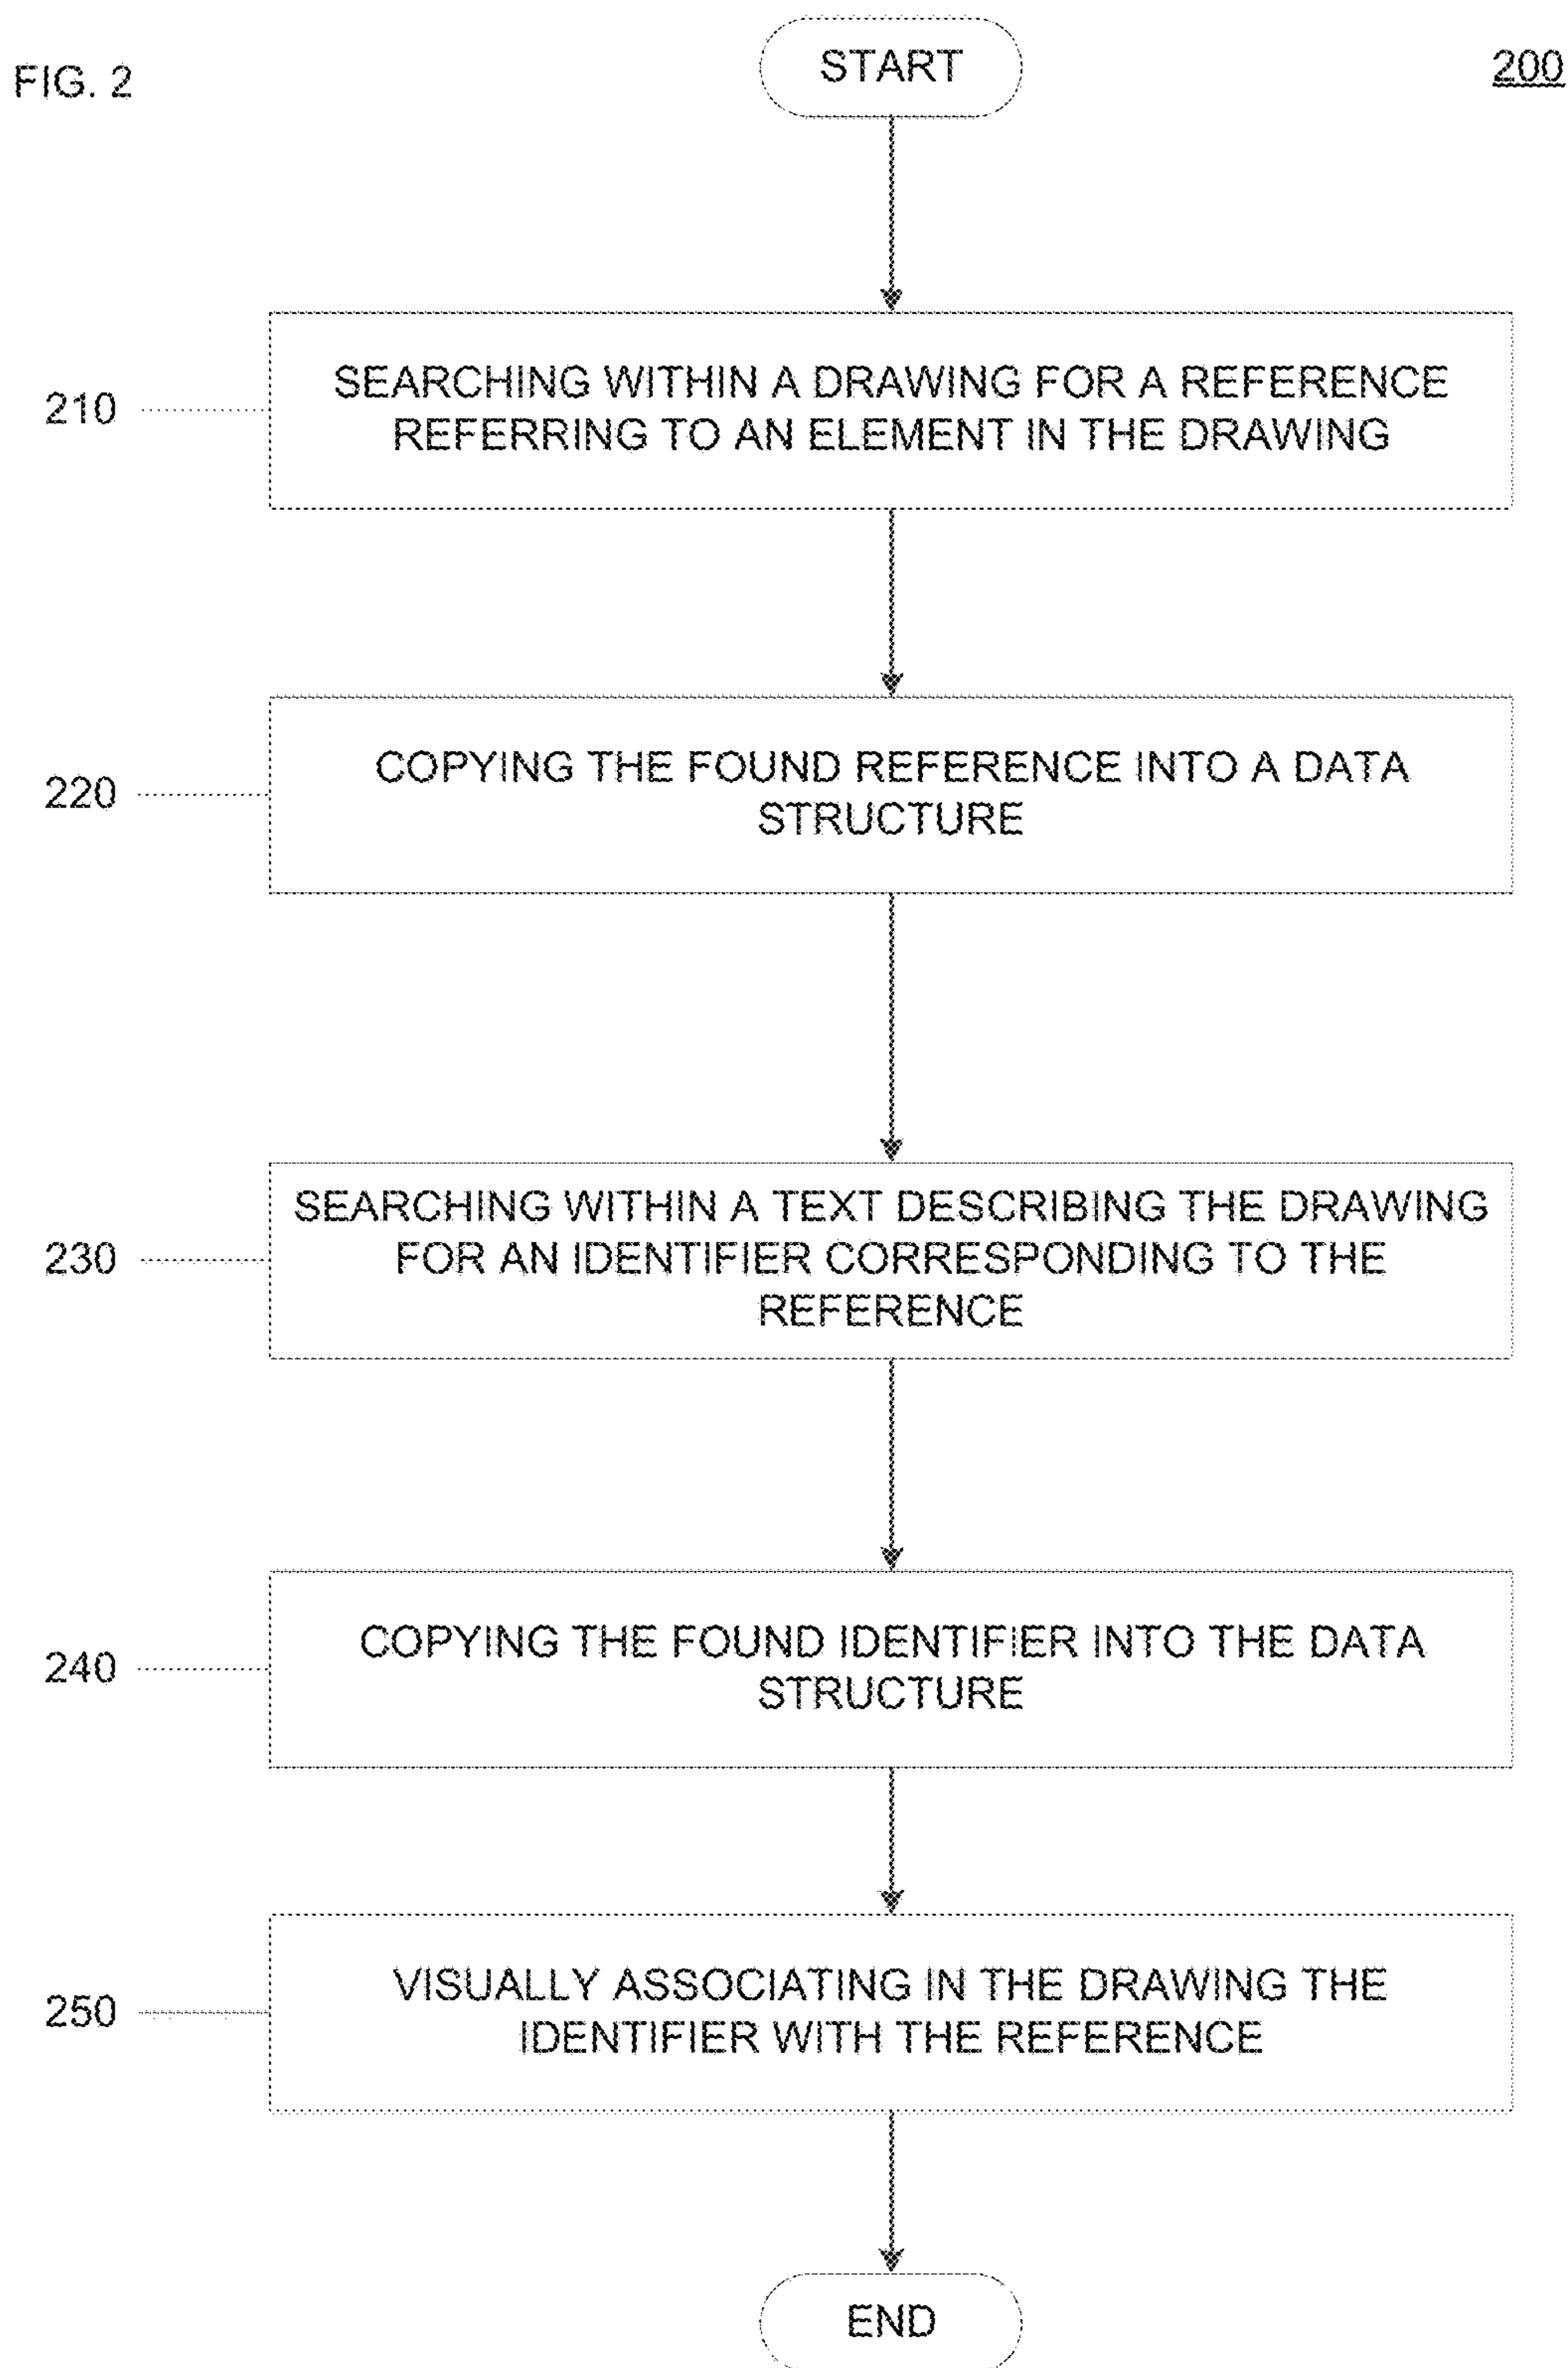 FIG. 2
START
200
210
SEARCHING WITHIN A DRAWING FOR A REFERENCE
REFERRING TO AN ELEMENT IN THE DRAWING
220
COPYING THE FOUND REFERENCE INTO A DATA
STRUCTURE
230
SEARCHING WITHIN A TEXT DESCRIBING THE DRAWING
FOR AN IDENTIFIER CORRESPONDING TO THE
REFERENCE
240
COPYING THE FOUND IDENTIFIER INTO THE DATA
STRUCTURE
250
VISUALLY ASSOCIATING IN THE DRAWING THE
IDENTIFIER WITH THE REFERENCE
END